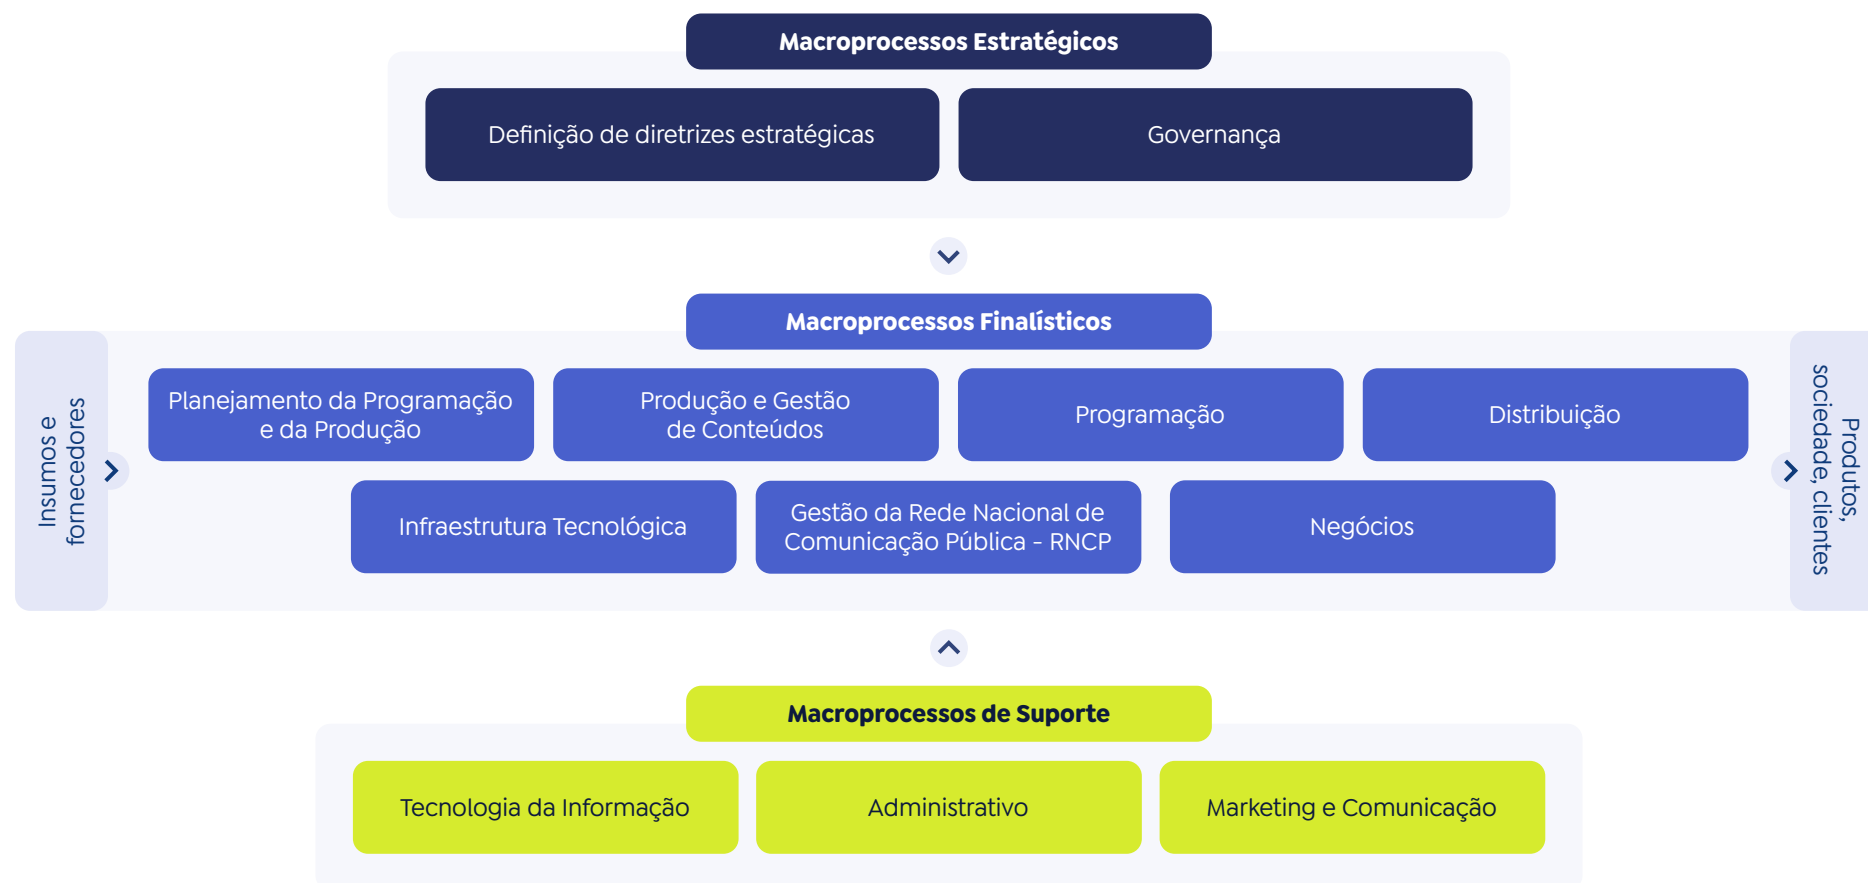 Macroprocessos Estratégicos
Definição de diretrizes estratégicas
Governança
Macroprocessos Finalísticos
Insumos e
fornecedores
Planejamento da Programação
e da Produção
Produção e Gestão
de Conteúdos
Programação
Distribuição
Infraestrutura Tecnológica
Gestão da Rede Nacional de
Comunicação Pública - RNCP
Negócios
Produtos,
sociedade, clientes
Macroprocessos de Suporte
Tecnologia da Informação
Administrativo
Marketing e Comunicação